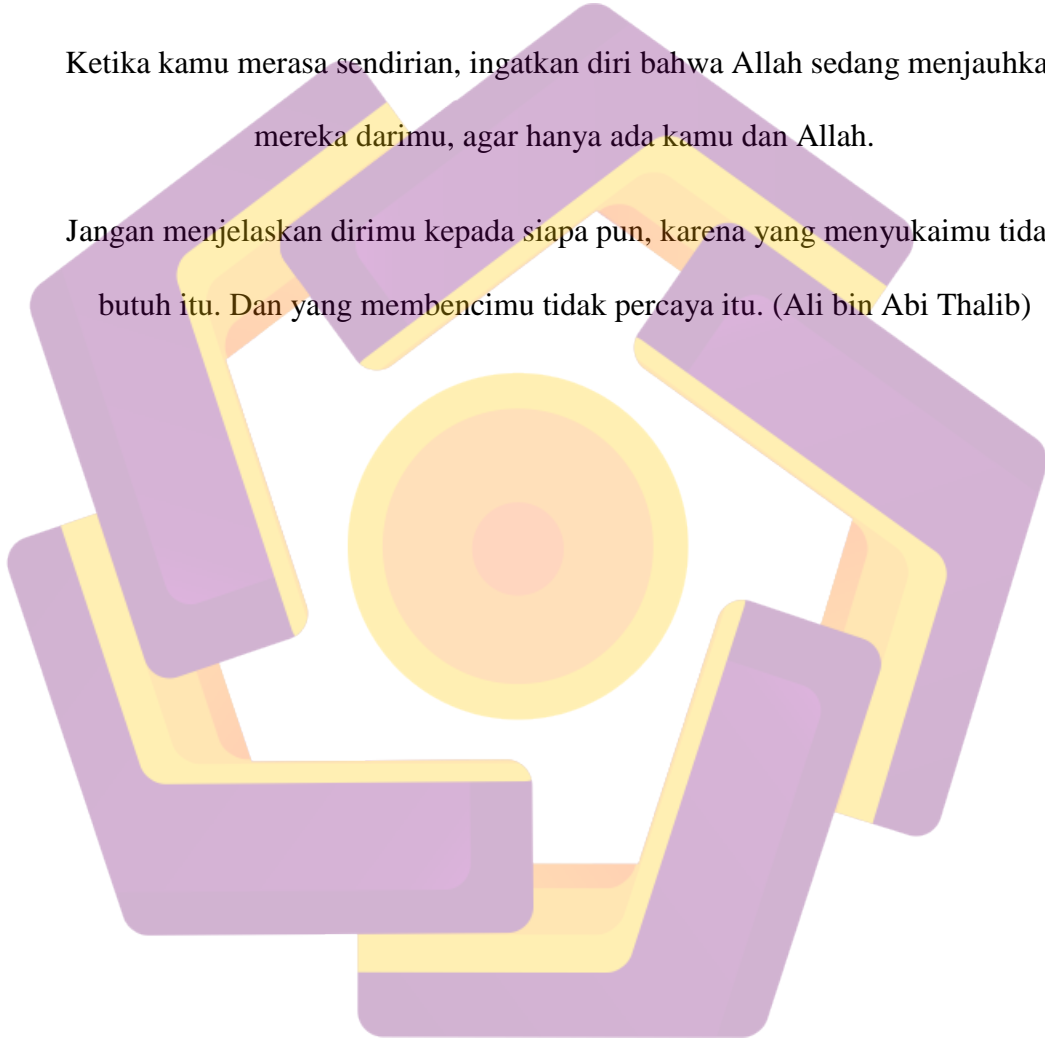 Ketika kamu merasa sendirian, ingatkan diri bahwa Allah sedang menjauhka
mereka darimu, agar hanya ada kamu dan Allah.
Jangan menjelaskan dirimu kepada siapa pun, karena yang menyukaimu tida
butuh itu. Dan yang membencimu tidak percaya itu. (Ali bin Abi Thalib)